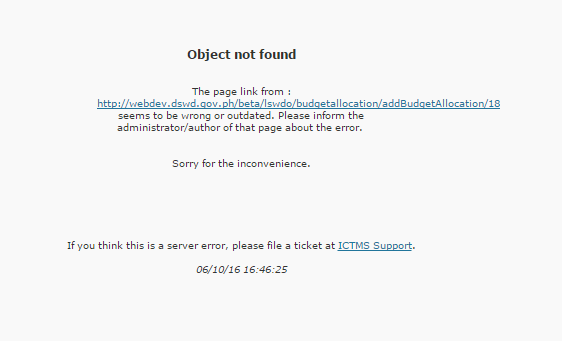 Object not found
The page link from :
http://webdev.dswd.gov.ph/beta/lswdo/budgetallocation/addBudgetAllocation/18
seems to be wrong or outdated. Please inform the
administrator/author of that page about the error.
Sorry for the inconvenience.
If you think this is a server error, please file a ticket at ICTMS Support.
06/10/16 16:46:25